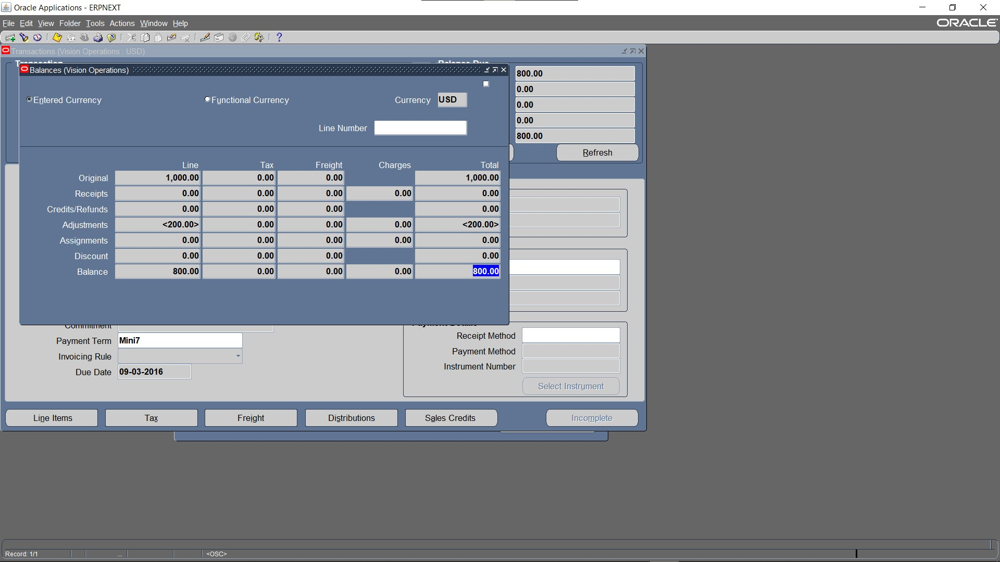 Oracle Applications - ERPNEXT
File Edit View Folder Tools Actions Window Help
ORACLE
Transactions (Vision Operations : USD)
Transaction
Balance Due
Balances (Vision Operations)
800.00
0.00
0.00
0.00
800.00
Refresh
Entered Currency
Functional Currency
Currency USD
Line Number
Line Tax Freight Charges Total
Original 1,000.00 0.00 0.00 1,000.00
Receipts 0.00 0.00 0.00 0.00 0.00
Credits/Refunds 0.00 0.00 0.00 0.00
Adjustments <200.00> 0.00 0.00 0.00 <200.00>
Assignments 0.00 0.00 0.00 0.00 0.00
Discount 0.00 0.00 0.00 0.00
Balance 800.00 0.00 0.00 0.00 800.00
Commitment
Payment Term Mini7
Invoicing Rule
Due Date 09-03-2016
Payment Details
Receipt Method
Payment Method
Instrument Number
Select Instrument
Line Items Tax Freight Distributions Sales Credits Incomplete
Record: 1/1 ... <OSC>